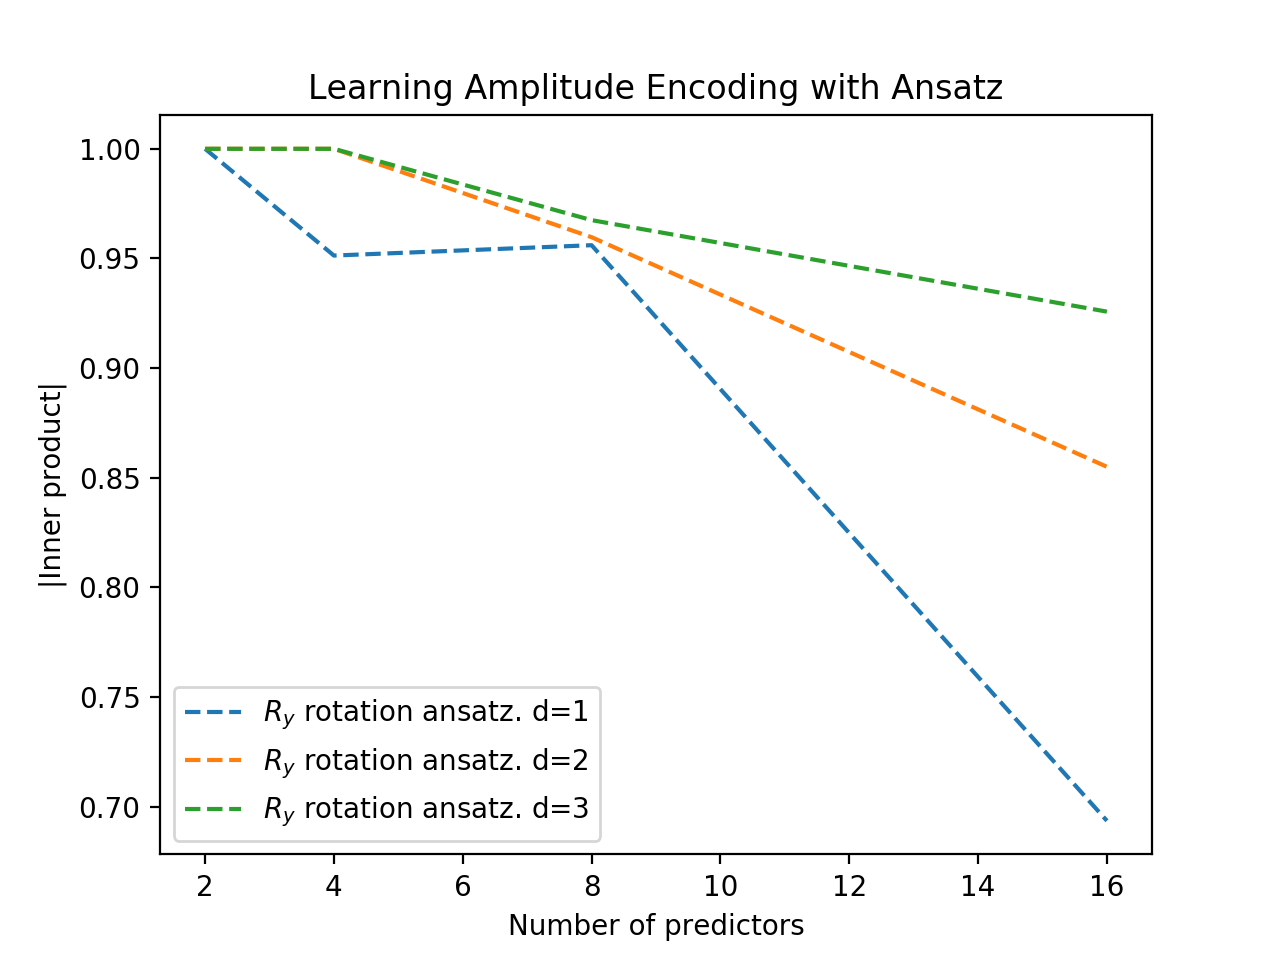 Learning Amplitude Encoding with Ansatz
1.00
0.95
0.90
0.85
0.80
0.75
0.70
|Inner product|
R_y rotation ansatz. d=1
R_y rotation ansatz. d=2
R_y rotation ansatz. d=3
2 4 6 8 10 12 14 16
Number of predictors